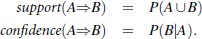 support(A⇒B) = P(A∪B)
confidence(A⇒B) = P(B|A).